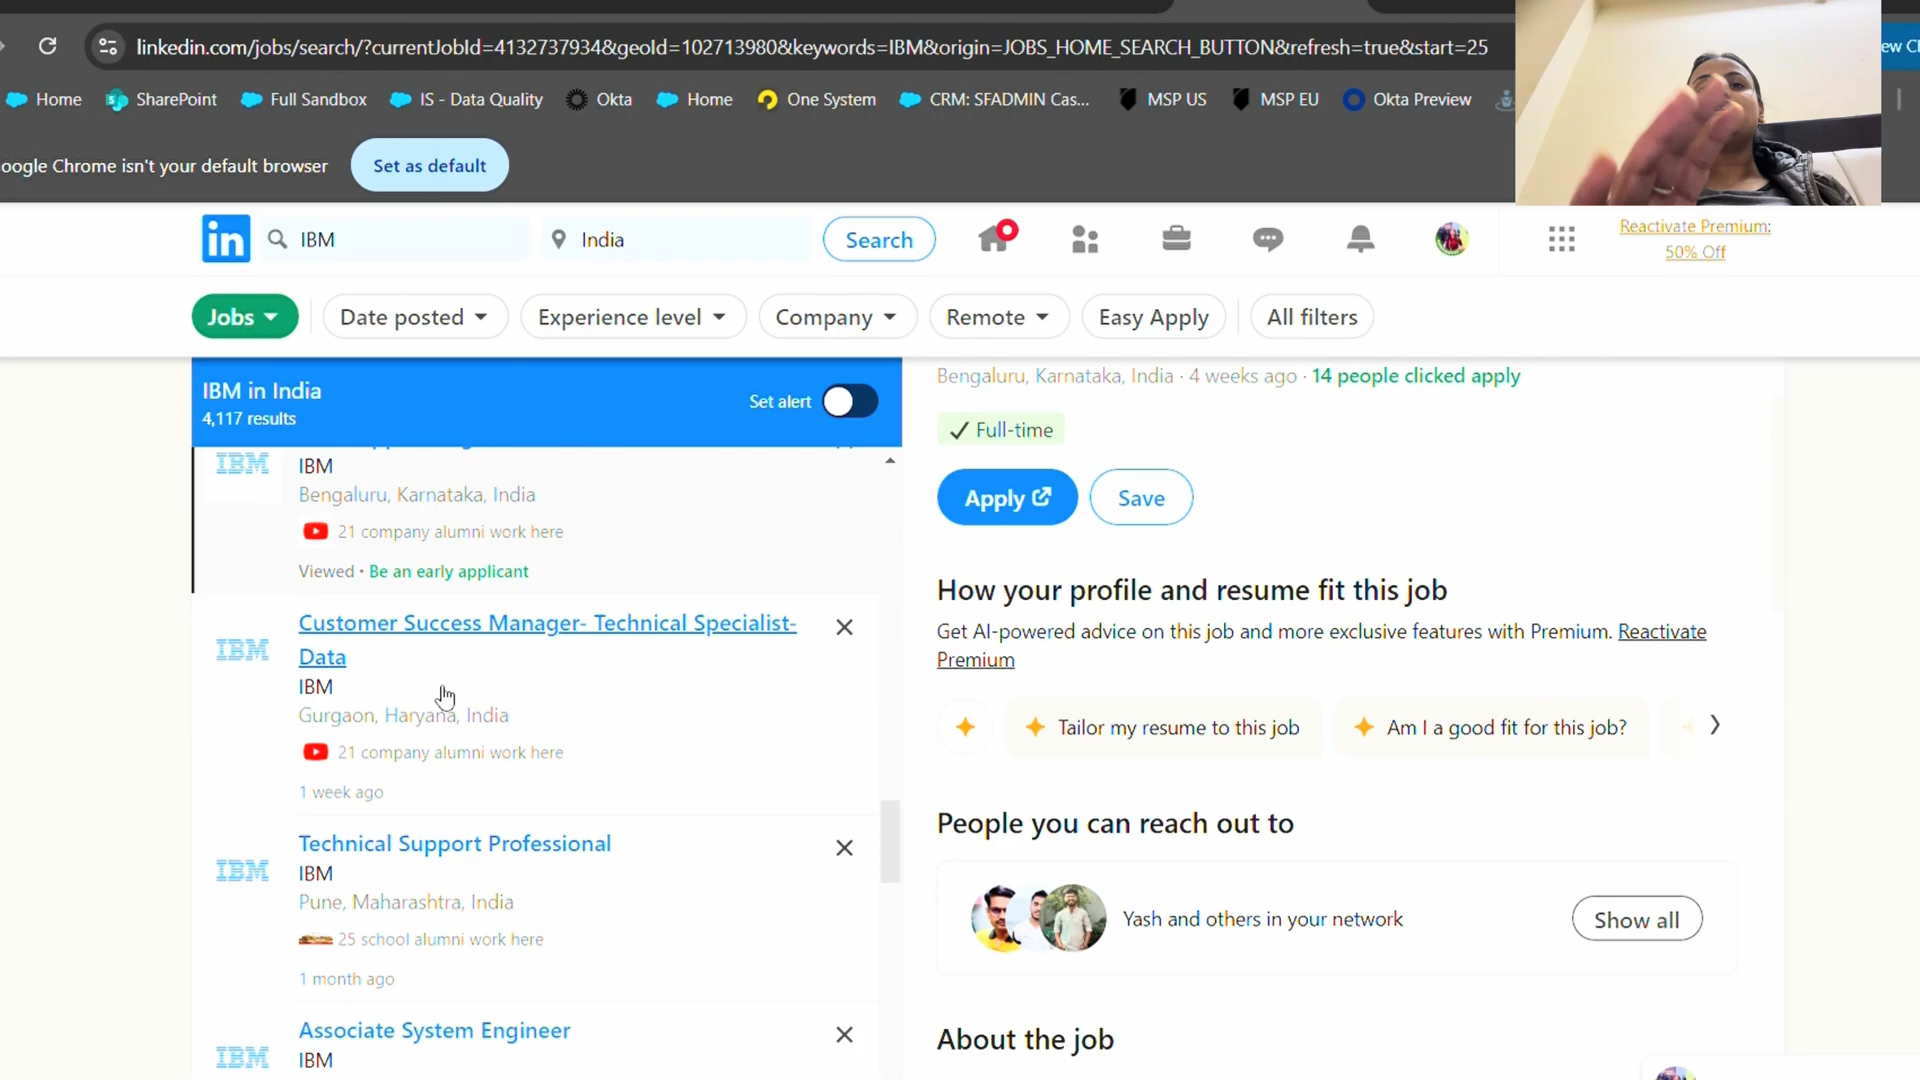 linkedin.com/jobs/search/?currentJobId=4132737934&geoId=102713980&keywords=IBM&origin=JOBS_HOME_SEARCH_BUTTON&refresh=true&start=25
Home SharePoint Full Sandbox IS - Data Quality Okta Home One System CRM: SFADMIN Cas... MSP US MSP EU Okta Preview
oogle Chrome isn't your default browser Set as default
in IBM India Search
Reactivate Premium:
50% Off
Jobs Date posted Experience level Company Remote Easy Apply All filters
IBM in India
4,117 results
Set alert
IBM
IBM
Bengaluru, Karnataka, India
21 company alumni work here
Viewed • Be an early applicant
Customer Success Manager- Technical Specialist-
Data
IBM
IBM
Gurgaon, Haryana, India
21 company alumni work here
1 week ago
Technical Support Professional
IBM
IBM
Pune, Maharashtra, India
25 school alumni work here
1 month ago
Associate System Engineer
IBM
IBM
Bengaluru, Karnataka, India · 4 weeks ago · 14 people clicked apply
Full-time
Apply Save
How your profile and resume fit this job
Get AI-powered advice on this job and more exclusive features with Premium. Reactivate
Premium
Tailor my resume to this job Am I a good fit for this job?
People you can reach out to
Yash and others in your network Show all
About the job